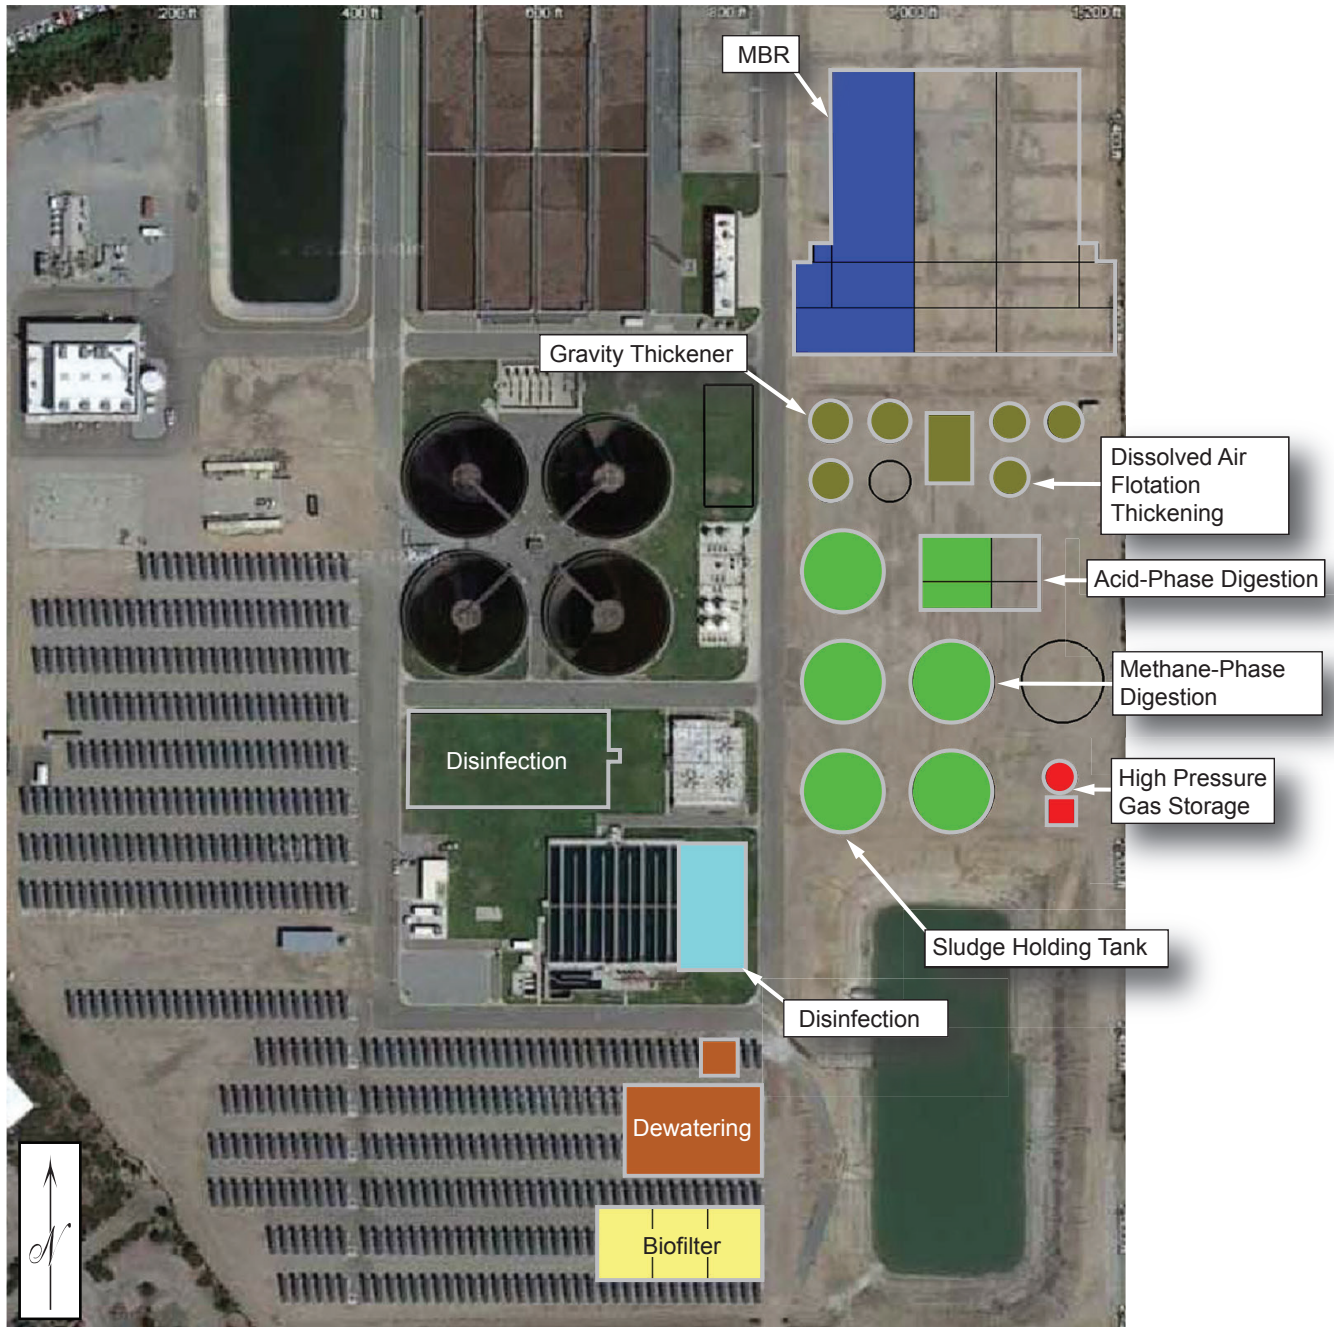 200 ft
400 ft
600 ft
800 ft
1,000 ft
1,200 ft
MBR
Gravity Thickener
Dissolved Air
Flotation
Thickening
Acid-Phase Digestion
Methane-Phase
Digestion
Disinfection
High Pressure
Gas Storage
Sludge Holding Tank
Disinfection
Dewatering
Biofilter
N